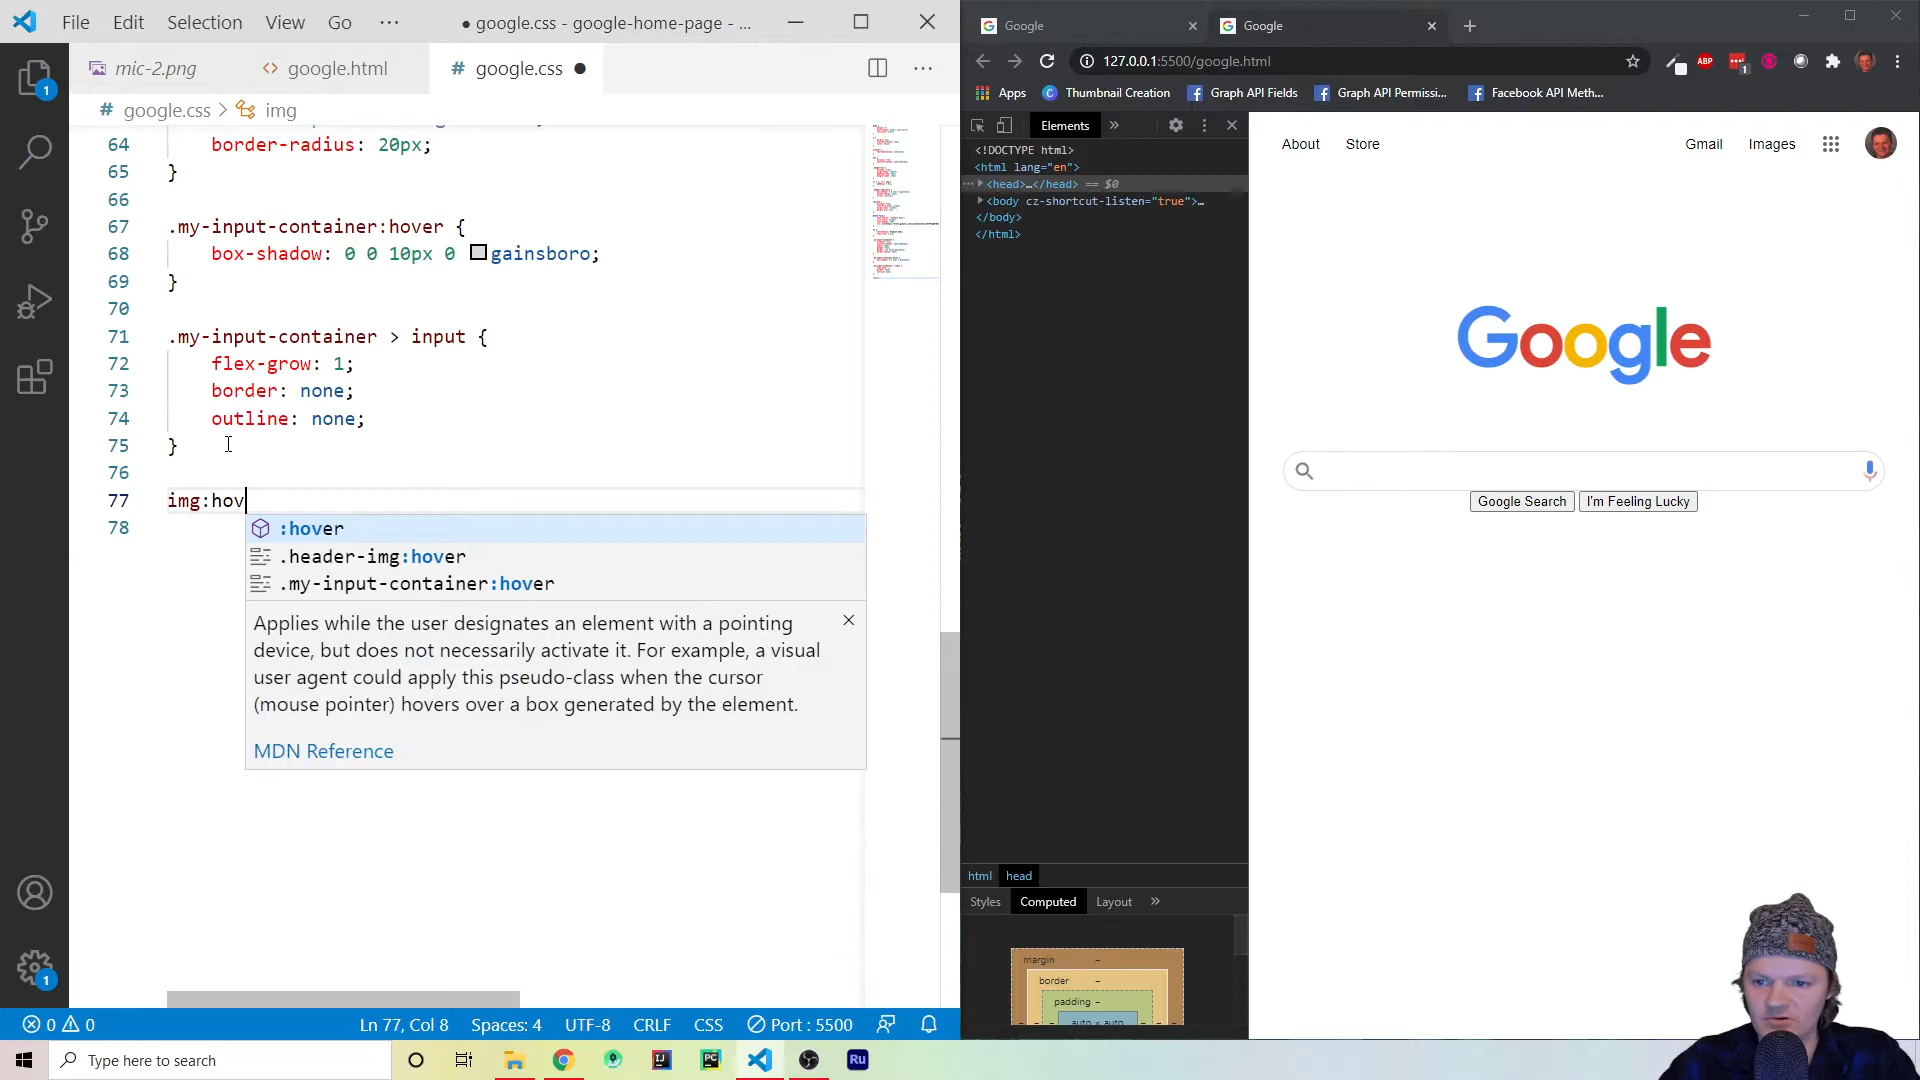 File Edit Selection View Go ···
● google.css - google-home-page - ...
mic-2.png
<> google.html
# google.css ●
# google.css > img
64 border-radius: 20px;
65 }
66
67 .my-input-container:hover {
68 box-shadow: 0 0 10px 0 gainsboro;
69 }
70
71 .my-input-container > input {
72 flex-grow: 1;
73 border: none;
74 outline: none;
75 }
76
77 img:hov
78
:hover
.header-img:hover
.my-input-container:hover
Applies while the user designates an element with a pointing
device, but does not necessarily activate it. For example, a visual
user agent could apply this pseudo-class when the cursor
(mouse pointer) hovers over a box generated by the element.
MDN Reference
1
1
0 0
Ln 77, Col 8
Spaces: 4
UTF-8
CRLF
CSS
Port : 5500
Type here to search
IJ
PC
Ru
Google
Google
127.0.0.1:5500/google.html
ABP
1
Apps
Thumbnail Creation
Graph API Fields
Graph API Permissi...
Facebook API Meth...
Elements
<!DOCTYPE html>
<html lang="en">
<head>…</head> == $0
<body cz-shortcut-listen="true">…
</body>
</html>
html head
Styles Computed Layout
margin –
border –
padding –
auto × auto
About Store
Gmail Images
Google
Google Search I'm Feeling Lucky